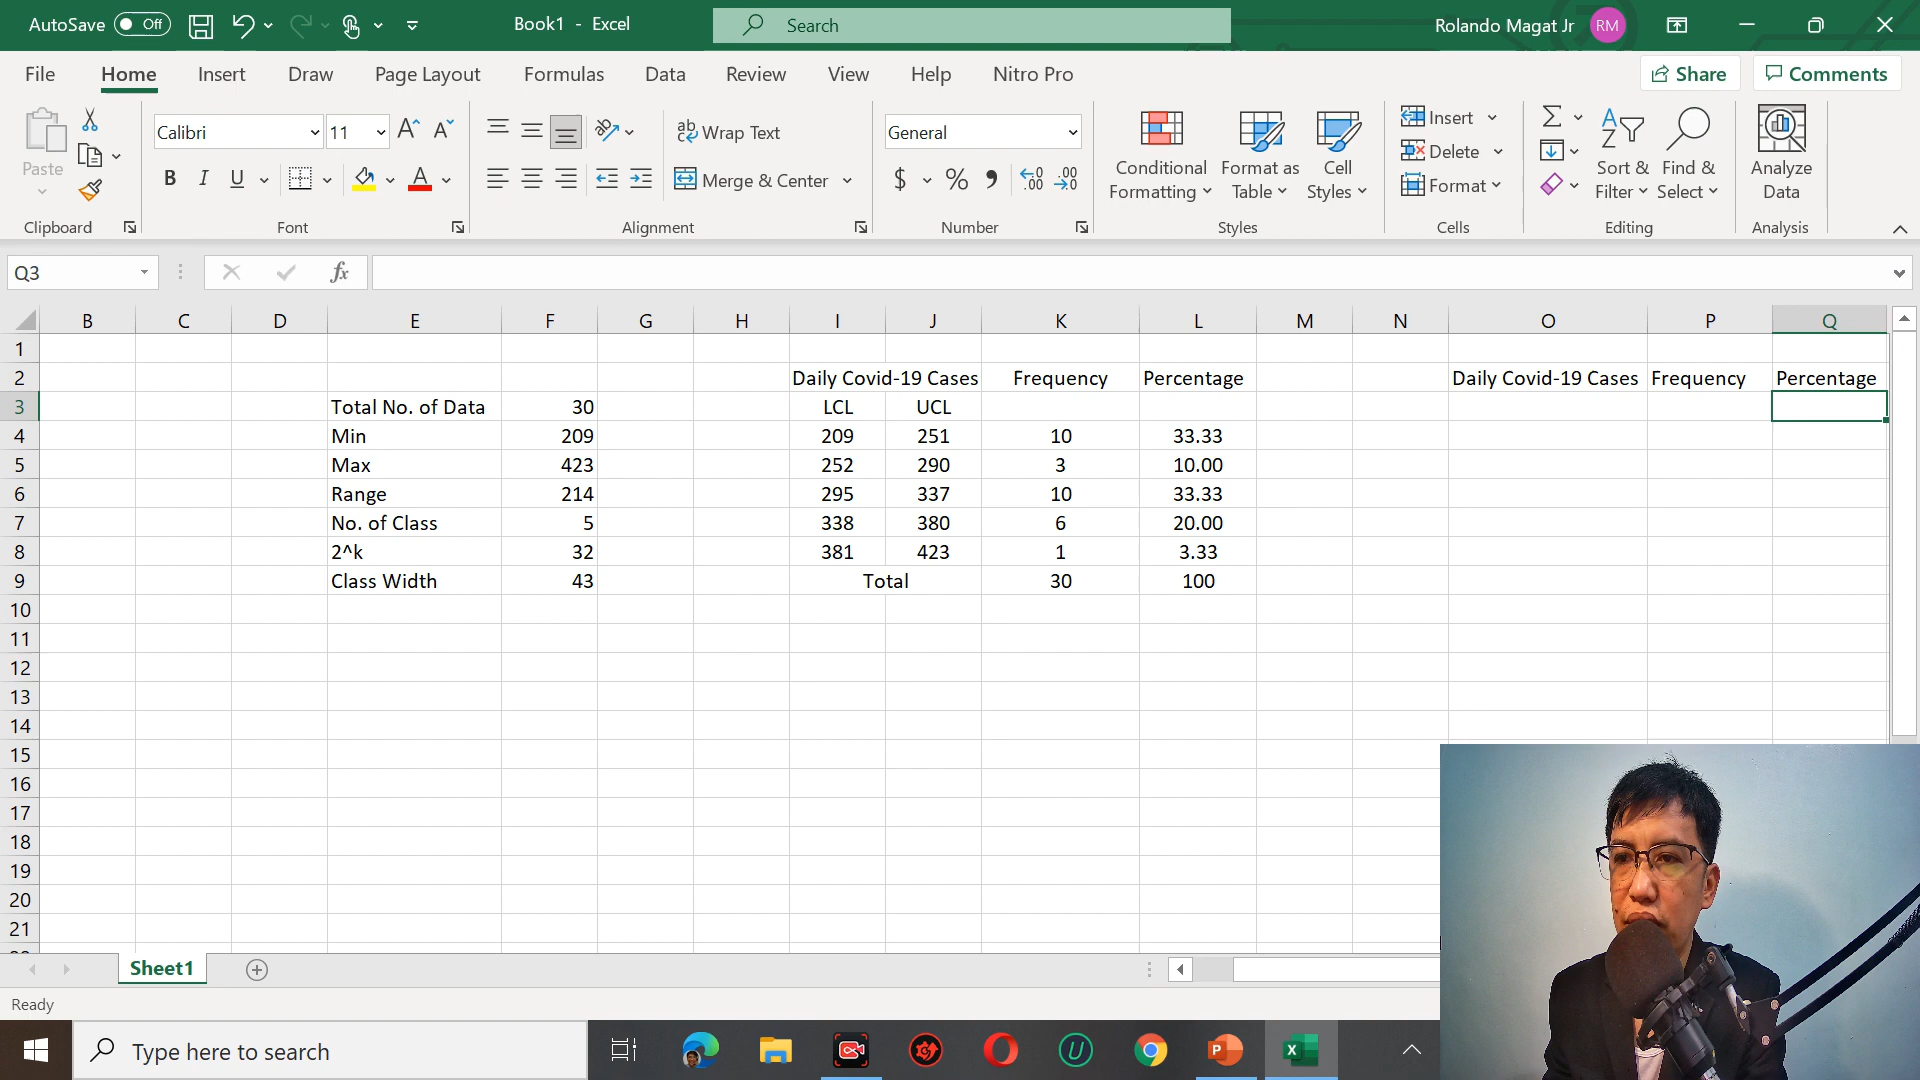 AutoSave Off Book1 - Excel Search Rolando Magat Jr RM
File Home Insert Draw Page Layout Formulas Data Review View Help Nitro Pro Share Comments
Paste
Clipboard
Calibri 11 A A
B I U A
Font
ab Wrap Text
Merge & Center
Alignment
General
$ % , .00 .00
Number
Conditional Formatting
Format as Table
Cell Styles
Styles
Insert
Delete
Format
Cells
Sort & Filter
Find & Select
Editing
Analyze Data
Analysis
Q3 fx
B C D E F G H I J K L M N O P Q
1
2 Daily Covid-19 Cases Frequency Percentage Daily Covid-19 Cases Frequency Percentage
3 Total No. of Data 30 LCL UCL
4 Min 209 209 251 10 33.33
5 Max 423 252 290 3 10.00
6 Range 214 295 337 10 33.33
7 No. of Class 5 338 380 6 20.00
8 2^k 32 381 423 1 3.33
9 Class Width 43 Total 30 100
10
11
12
13
14
15
16
17
18
19
20
21
Sheet1
Ready
Type here to search